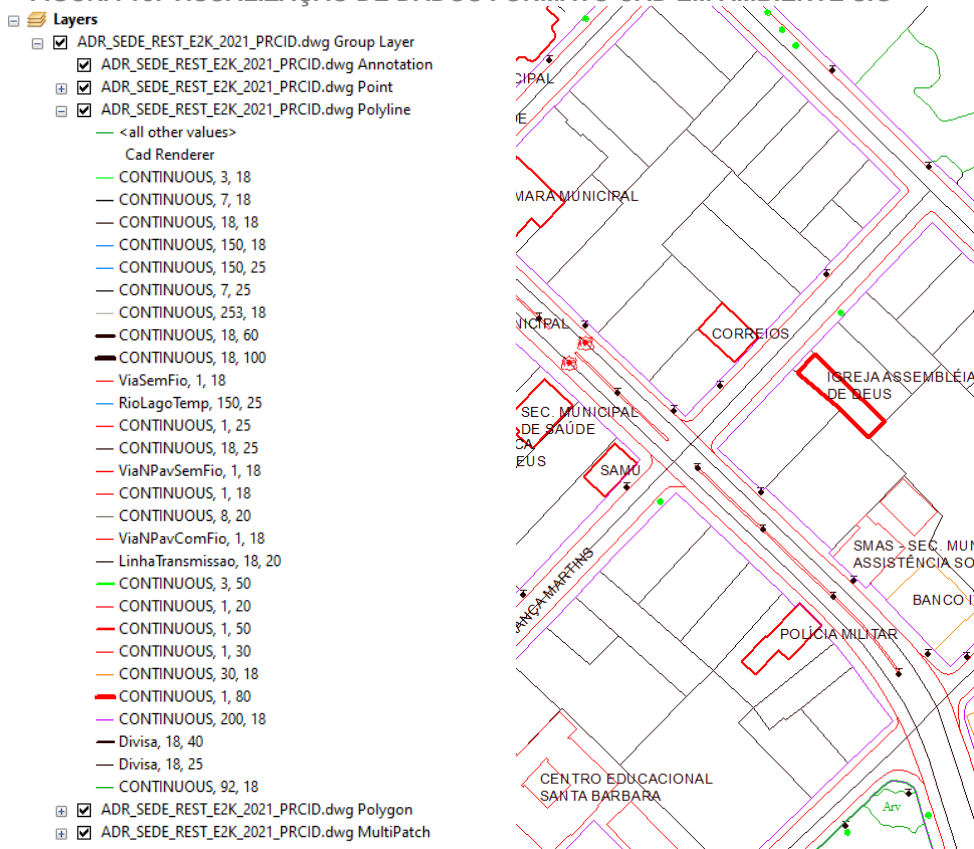 Layers
ADR_SEDE_REST_E2K_2021_PRCID.dwg Group Layer
ADR_SEDE_REST_E2K_2021_PRCID.dwg Annotation
ADR_SEDE_REST_E2K_2021_PRCID.dwg Point
ADR_SEDE_REST_E2K_2021_PRCID.dwg Polyline
<all other values>
Cad Renderer
CONTINUOUS, 3, 18
CONTINUOUS, 7, 18
CONTINUOUS, 18, 18
CONTINUOUS, 150, 18
CONTINUOUS, 150, 25
CONTINUOUS, 7, 25
CONTINUOUS, 253, 18
CONTINUOUS, 18, 60
CONTINUOUS, 18, 100
ViaSemFio, 1, 18
RioLagoTemp, 150, 25
CONTINUOUS, 1, 25
CONTINUOUS, 18, 25
ViaNPavSemFio, 1, 18
CONTINUOUS, 1, 18
CONTINUOUS, 8, 20
ViaNPavComFio, 1, 18
LinhaTransmissao, 18, 20
CONTINUOUS, 3, 50
CONTINUOUS, 1, 20
CONTINUOUS, 1, 50
CONTINUOUS, 1, 30
CONTINUOUS, 30, 18
CONTINUOUS, 1, 80
CONTINUOUS, 200, 18
Divisa, 18, 40
Divisa, 18, 25
CONTINUOUS, 92, 18
ADR_SEDE_REST_E2K_2021_PRCID.dwg Polygon
ADR_SEDE_REST_E2K_2021_PRCID.dwg MultiPatch
CIPAL
DE
MARA MUNICIPAL
NICIPAL
CORREIOS
IGREJA ASSEMBLÉIA
DE DEUS
SEC. MUNICIPAL
DE SAÚDE
CA
EUS
SAMU
SMAS - SEC. MUN
ASSISTÊNCIA SO
BANCO
ANÇA MARTINS
POLÍCIA MILITAR
CENTRO EDUCACIONAL
SANTA BARBARA
Arv